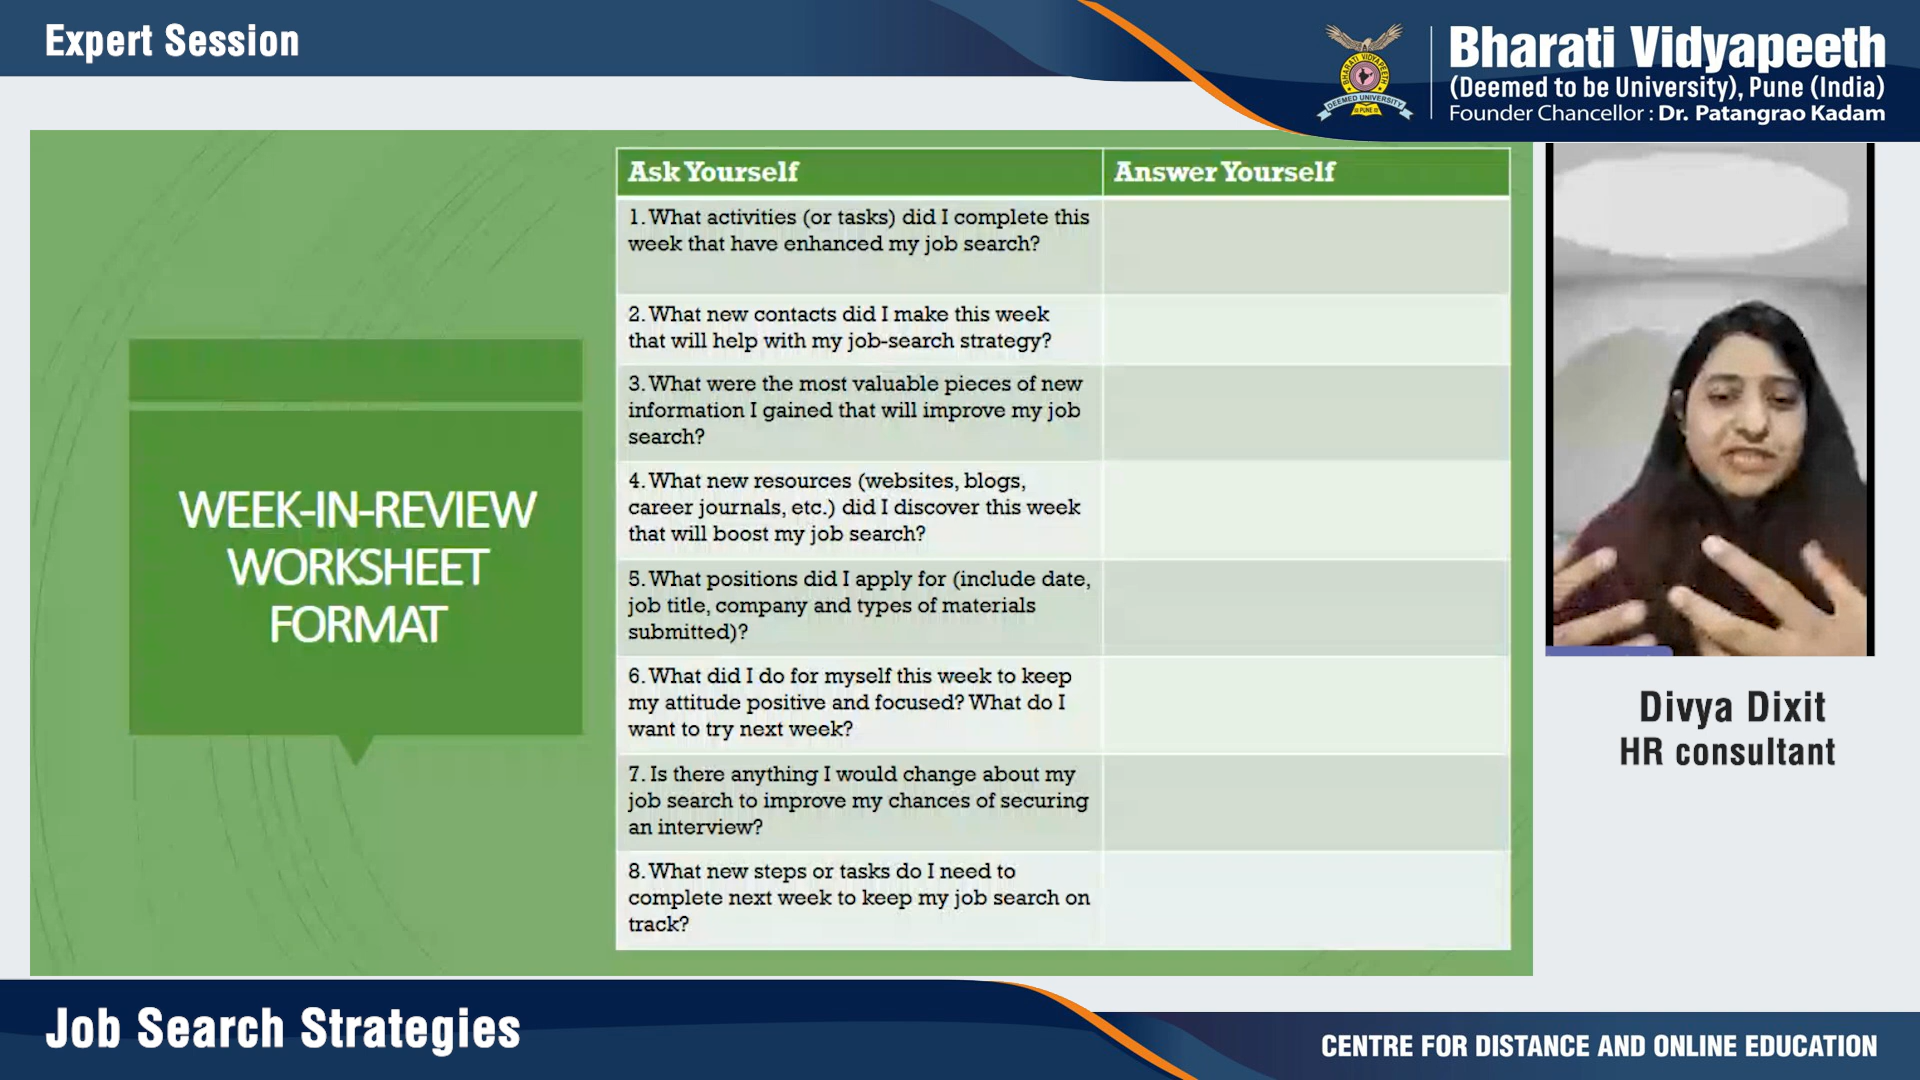 Expert Session
Bharati Vidyapeeth
(Deemed to be University), Pune (India)
Founder Chancellor : Dr. Patangrao Kadam
BHARATI VIDYAPEETH
DEEMED UNIVERSITY
PUNE
WEEK-IN-REVIEW
WORKSHEET
FORMAT
Ask Yourself
Answer Yourself
1. What activities (or tasks) did I complete this
week that have enhanced my job search?
2. What new contacts did I make this week
that will help with my job-search strategy?
3. What were the most valuable pieces of new
information I gained that will improve my job
search?
4. What new resources (websites, blogs,
career journals, etc.) did I discover this week
that will boost my job search?
5. What positions did I apply for (include date,
job title, company and types of materials
submitted)?
6. What did I do for myself this week to keep
my attitude positive and focused? What do I
want to try next week?
7. Is there anything I would change about my
job search to improve my chances of securing
an interview?
8. What new steps or tasks do I need to
complete next week to keep my job search on
track?
Divya Dixit
HR consultant
Job Search Strategies
CENTRE FOR DISTANCE AND ONLINE EDUCATION